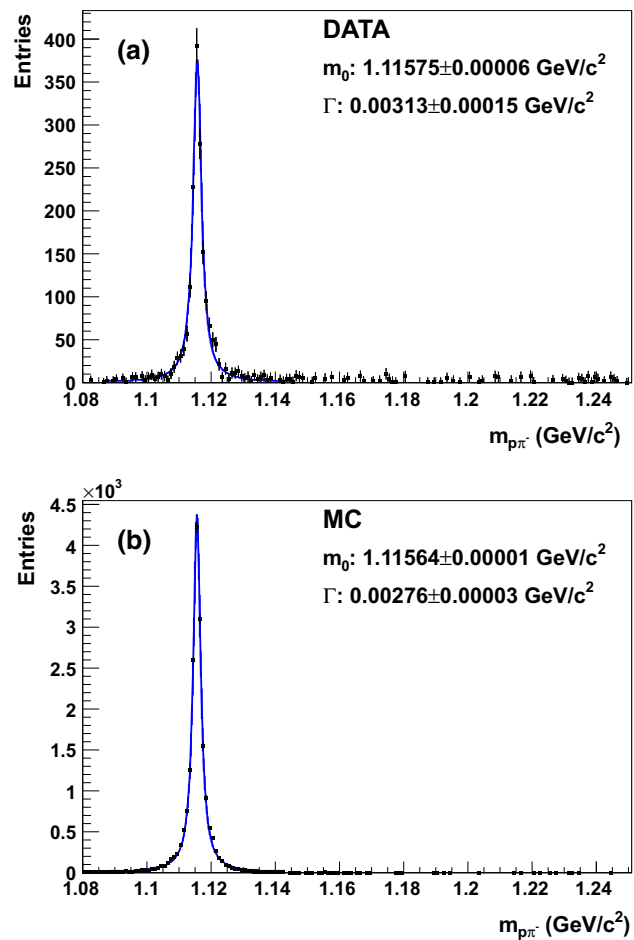 Entries
400
350
300
250
200
150
100
50
0
(a)
DATA
m₀: 1.11575±0.00006 GeV/c²
Γ: 0.00313±0.00015 GeV/c²
1.08 1.1 1.12 1.14 1.16 1.18 1.2 1.22 1.24
m_pπ⁻ (GeV/c²)
×10³
Entries
4.5
4
3.5
3
2.5
2
1.5
1
0.5
0
(b)
MC
m₀: 1.11564±0.00001 GeV/c²
Γ: 0.00276±0.00003 GeV/c²
1.08 1.1 1.12 1.14 1.16 1.18 1.2 1.22 1.24
m_pπ⁻ (GeV/c²)